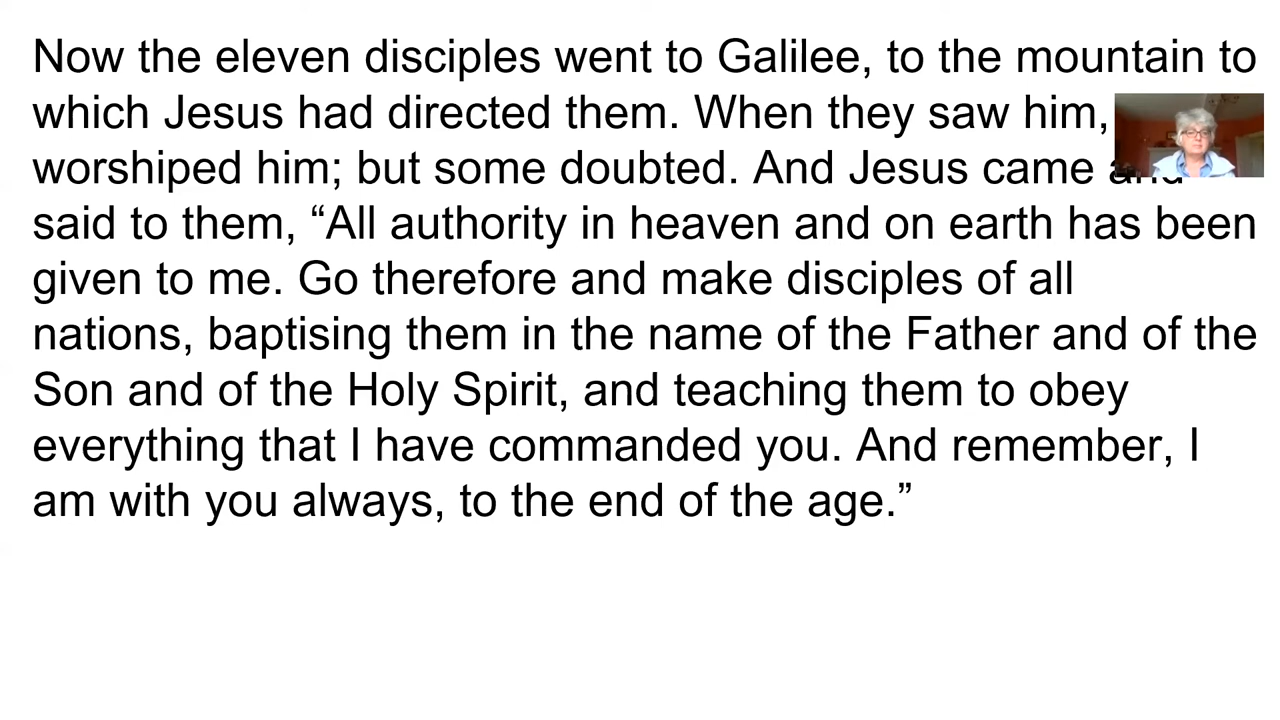 Now the eleven disciples went to Galilee, to the mountain to
which Jesus had directed them. When they saw him,
worshiped him; but some doubted. And Jesus came and
said to them, “All authority in heaven and on earth has been
given to me. Go therefore and make disciples of all
nations, baptising them in the name of the Father and of the
Son and of the Holy Spirit, and teaching them to obey
everything that I have commanded you. And remember, I
am with you always, to the end of the age.”